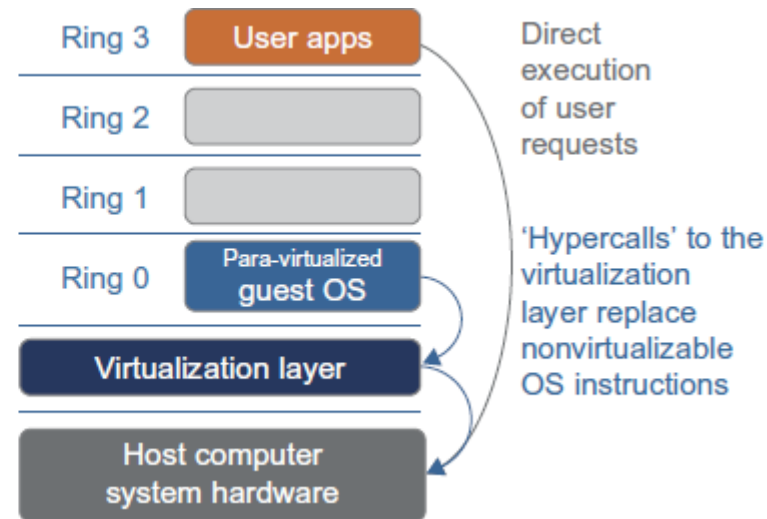 Ring 3
User apps
Direct
execution
of user
requests
Ring 2
Ring 1
Ring 0
Para-virtualized
guest OS
‘Hypercalls’ to the
virtualization
layer replace
nonvirtualizable
OS instructions
Virtualization layer
Host computer
system hardware